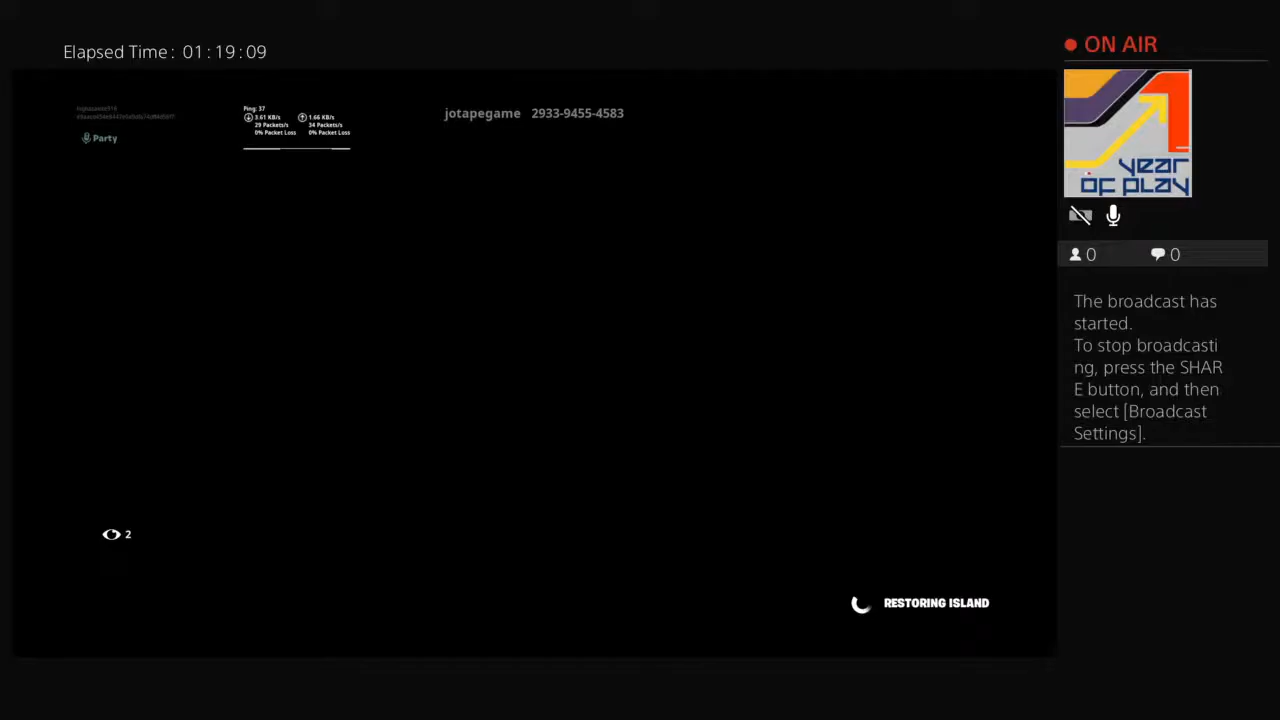 Elapsed Time: 01:19:09
ON AIR
Ping: 37
3.61 KB/s 1.66 KB/s
29 Packets/s 34 Packets/s
0% Packet Loss 0% Packet Loss
jotapegame 2933-9455-4583
Party
year
of play
0 0
The broadcast has
started.
To stop broadcasti
ng, press the SHAR
E button, and then
select [Broadcast
Settings].
2
RESTORING ISLAND